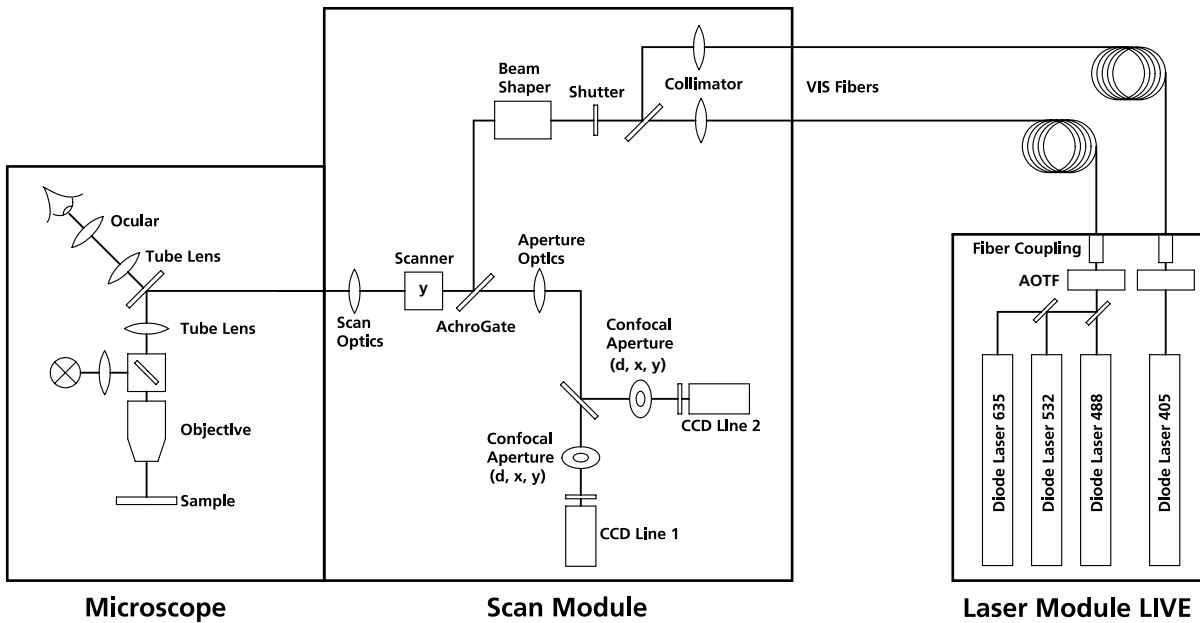 Beam
Shaper
Shutter
Collimator
VIS Fibers
Ocular
Tube Lens
Scanner
y
Aperture
Optics
Fiber Coupling
AOTF
Tube Lens
Scan
Optics
AchroGate
Confocal
Aperture
(d, x, y)
CCD Line 2
Objective
Confocal
Aperture
(d, x, y)
Sample
CCD Line 1
Diode Laser 635
Diode Laser 532
Diode Laser 488
Diode Laser 405
Microscope
Scan Module
Laser Module LIVE